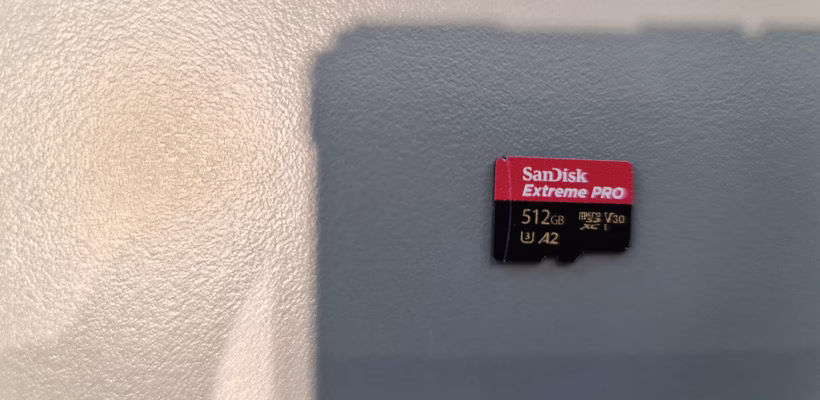 SanDisk
Extreme PRO
512GB
micro SD XC I
V30
U3 A2